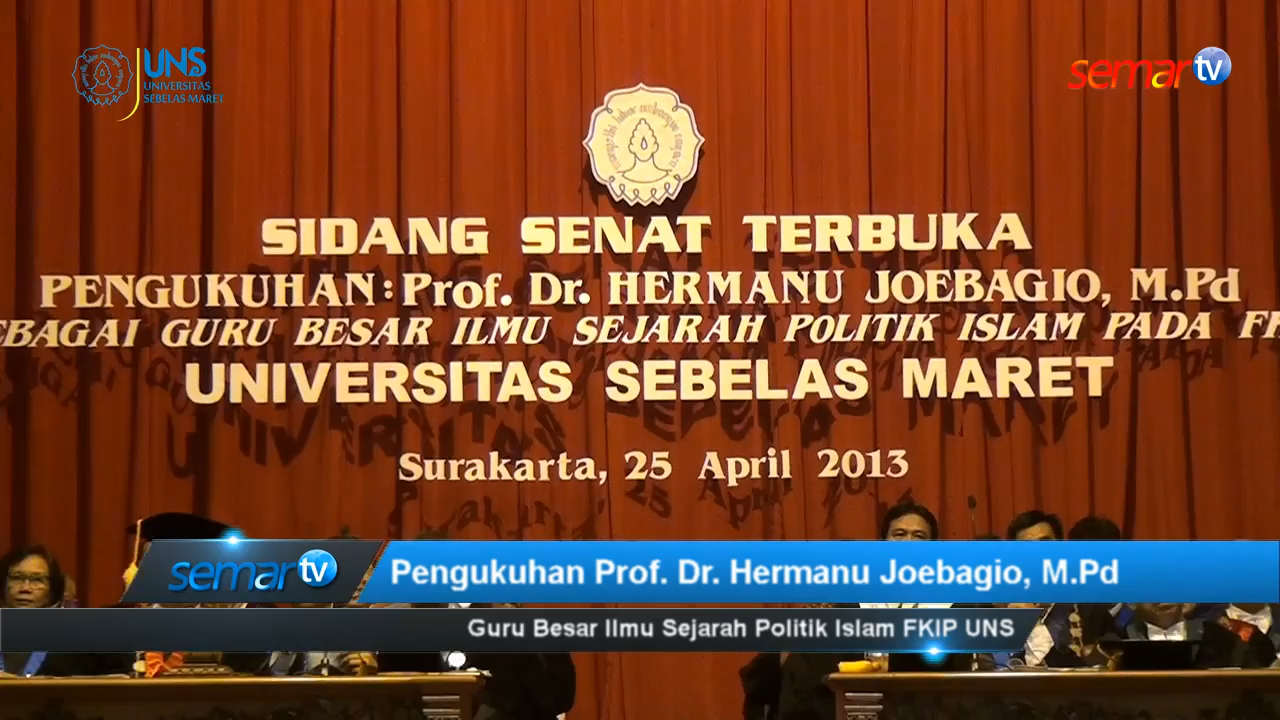 UNS
UNIVERSITAS
SEBELAS MARET
semar tv
SIDANG SENAT TERBUKA
PENGUKUHAN : Prof. Dr. HERMANU JOEBAGIO, M.Pd
EBAGAI GURU BESAR ILMU SEJARAH POLITIK ISLAM PADA
UNIVERSITAS SEBELAS MARET
Surakarta, 25 April 2013
semar tv
Pengukuhan Prof. Dr. Hermanu Joebagio, M.Pd
Guru Besar Ilmu Sejarah Politik Islam FKIP UNS